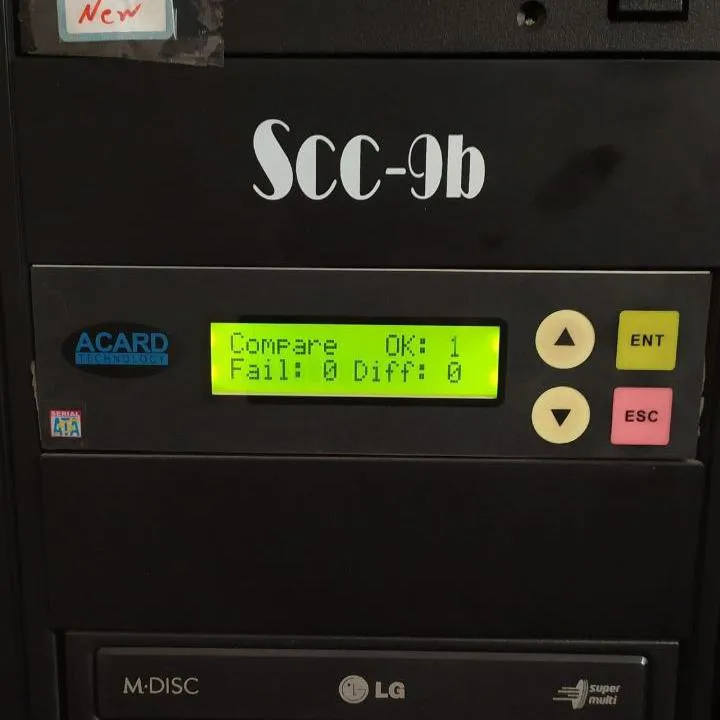 New
SCC-9b
ACARD
TECHNOLOGY
Compare OK: 1
Fail: 0 Diff: 0
ENT
ESC
SERIAL
ATA
M·DISC
LG
super
multi